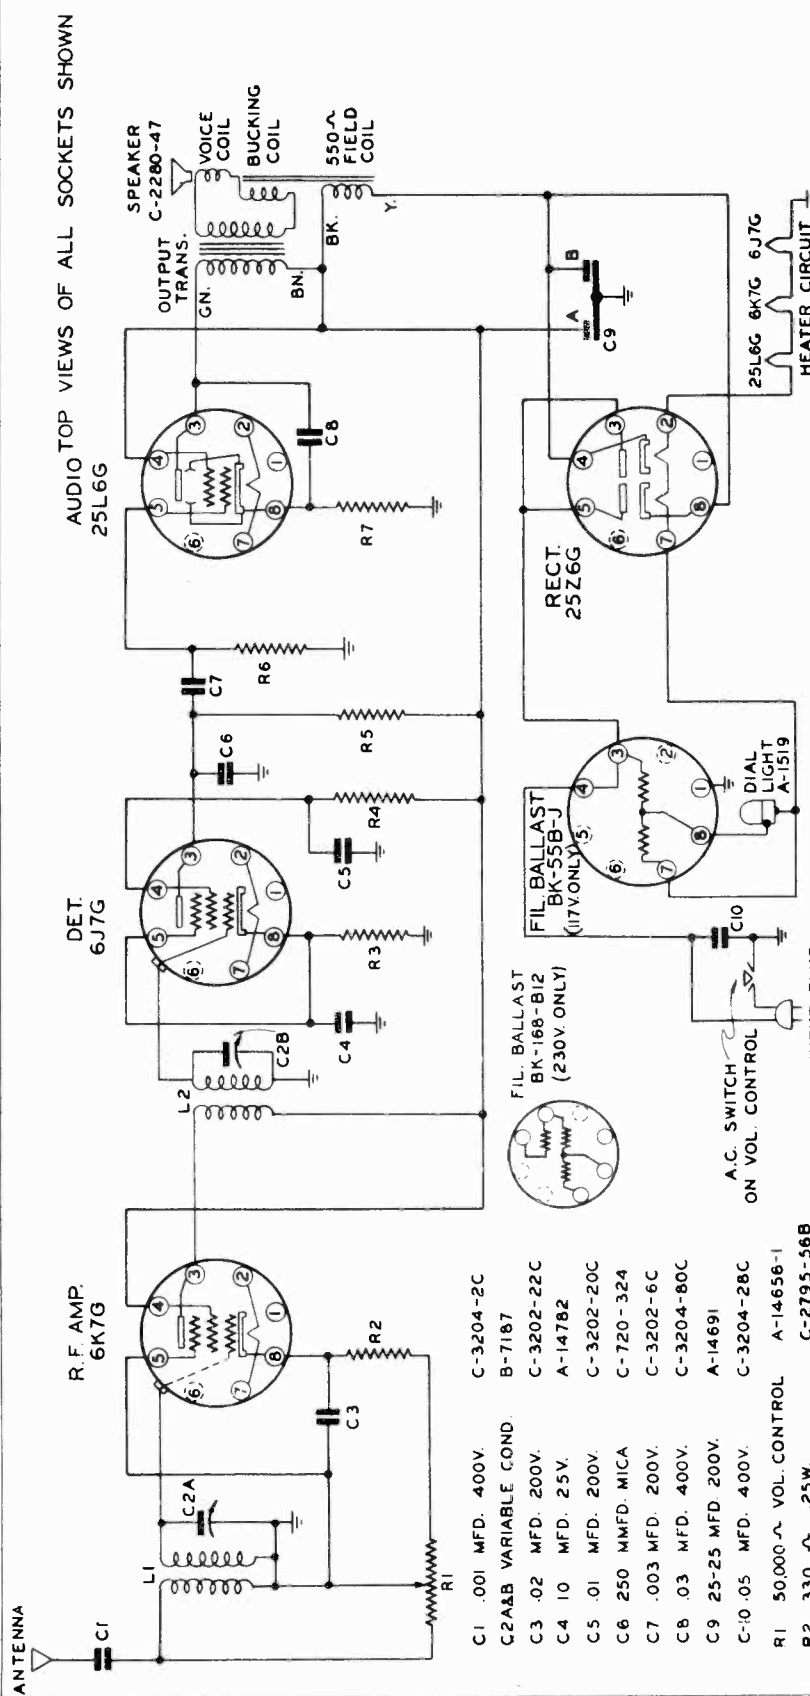 TOP VIEWS OF ALL SOCKETS SHOWN
ANTENNA
C1
L1
C2A
R.F. AMP.
6K7G
C3
R2
R1
L2
C2B
DET.
6J7G
C4
R3
C5
R4
C6
R5
C7
R6
AUDIO
25L6G
R7
C8
OUTPUT
TRANS.
GN.
BN.
SPEAKER
C-2280-47
VOICE
COIL
BUCKING
COIL
550~
FIELD
COIL
BK.
Y.
A
B
C9
RECT.
25Z6G
25L6G 6K7G 6J7G
HEATER CIRCUIT
FIL. BALLAST
BK-55B-J
(117V.ONLY)
DIAL
LIGHT
A-1519
C10
FIL. BALLAST
BK-168-B12
(230V. ONLY)
A.C. SWITCH
ON VOL. CONTROL
C1 .001 MFD. 400V. C-3204-2C
C2A&B VARIABLE COND. B-7187
C3 .02 MFD. 200V. C-3202-22C
C4 10 MFD. 25V. A-14782
C5 .01 MFD. 200V. C-3202-20C
C6 250 MMFD. MICA C-720-324
C7 .003 MFD. 200V. C-3202-6C
C8 .03 MFD. 400V. C-3204-80C
C9 25-25 MFD. 200V. A-14691
C-10 .05 MFD. 400V. C-3204-28C
R1 50,000~ VOL. CONTROL A-14656-1
R2 330 ~ .25W. C-2795-56B